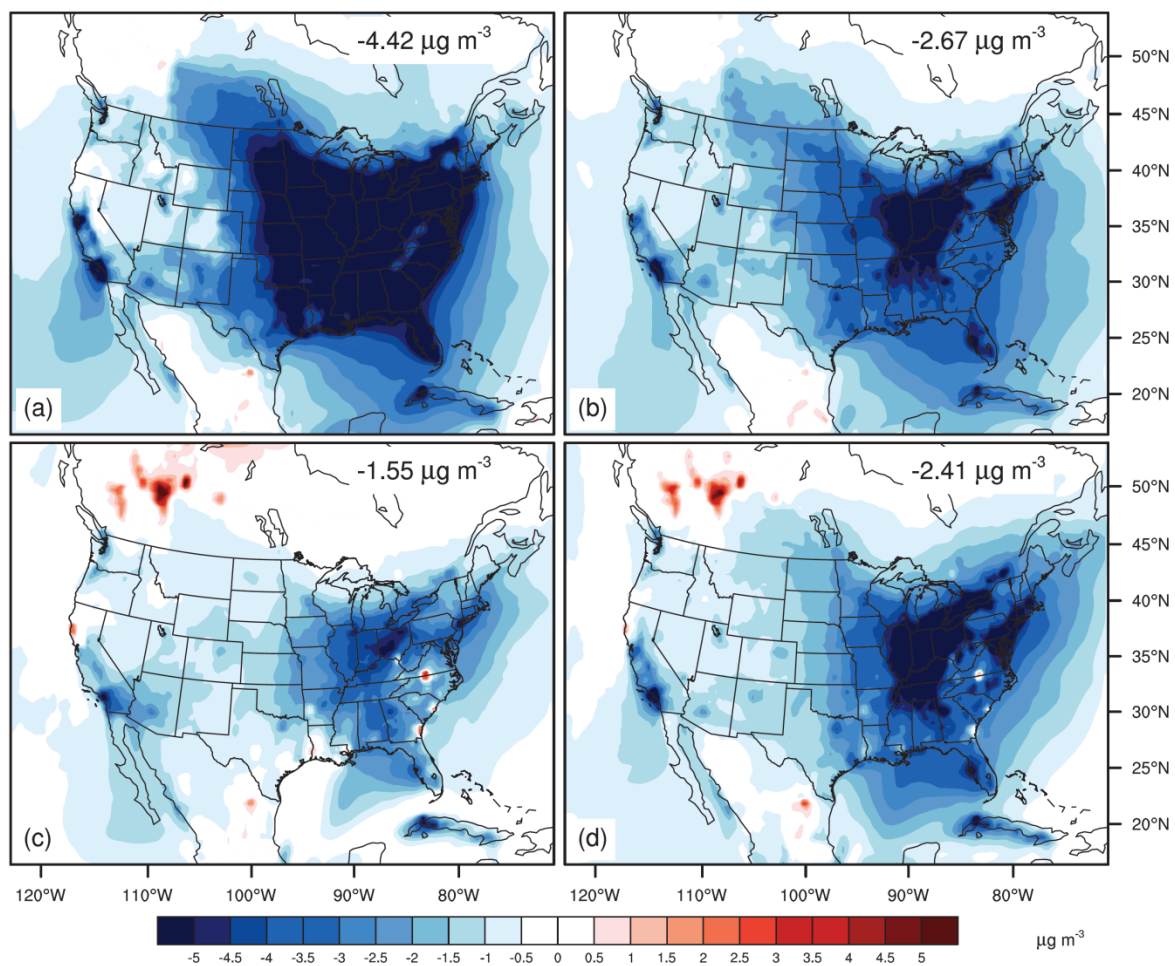 -4.42 μg m⁻³
-2.67 μg m⁻³
50°N
45°N
40°N
35°N
30°N
25°N
20°N
(a)
(b)
-1.55 μg m⁻³
-2.41 μg m⁻³
50°N
45°N
40°N
35°N
30°N
25°N
20°N
(c)
(d)
120°W 110°W 100°W 90°W 80°W 120°W 110°W 100°W 90°W 80°W
-5 -4.5 -4 -3.5 -3 -2.5 -2 -1.5 -1 -0.5 0 0.5 1 1.5 2 2.5 3 3.5 4 4.5 5
μg m⁻³